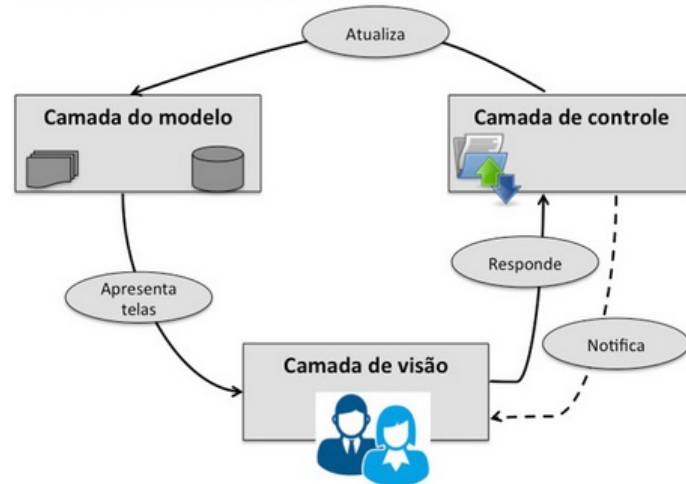 Atualiza
Camada do modelo
Camada de controle
Apresenta
telas
Responde
Notifica
Camada de visão